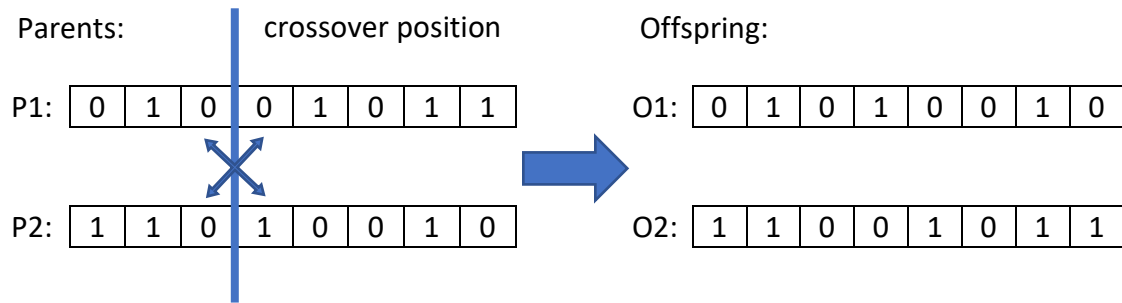 Parents: crossover position Offspring:
P1: 0 1 0 0 1 0 1 1 O1: 0 1 0 1 0 0 1 0
P2: 1 1 0 1 0 0 1 0 O2: 1 1 0 0 1 0 1 1